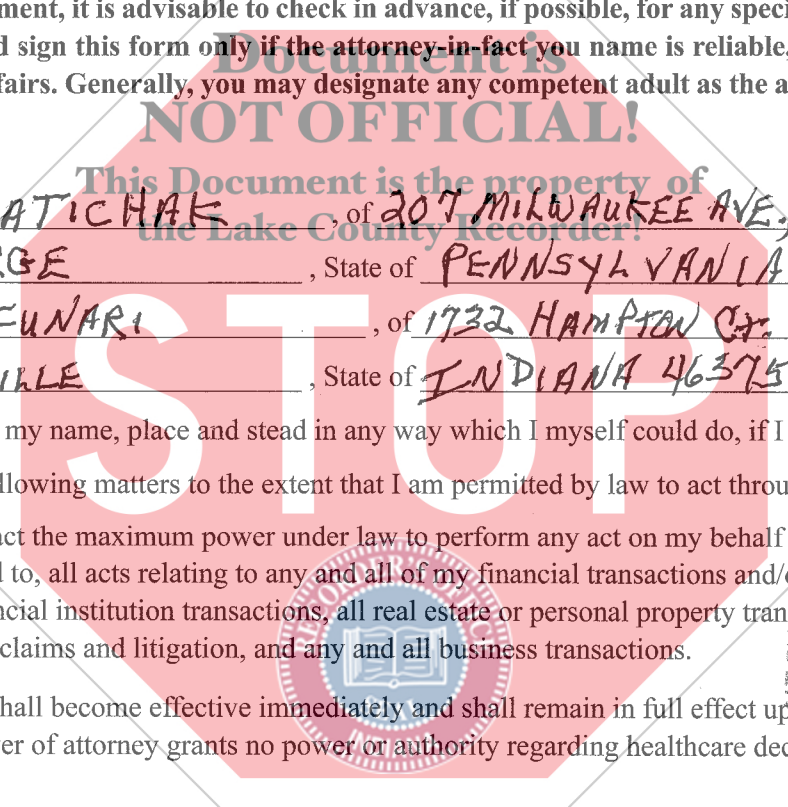 ment, it is advisable to check in advance, if possible, for any speci
d sign this form only if the attorney-in-fact you name is reliable,
fairs. Generally, you may designate any competent adult as the a
Document is
NOT OFFICIAL!
This Document is the property of
the Lake County Recorder!
ATICHAK , of 207 MILWAUKEE AVE.,
GE , State of PENNSYLVANIA
FUNARI , of 1732 HAMPTON Ct.
ILLE , State of INDIANA 46375
STOP
my name, place and stead in any way which I myself could do, if I
llowing matters to the extent that I am permitted by law to act throu
act the maximum power under law to perform any act on my behalf
d to, all acts relating to any and all of my financial transactions and/
ncial institution transactions, all real estate or personal property tran
claims and litigation, and any and all business transactions.
RECORDER'S OFFICE
hall become effective immediately and shall remain in full effect up
er of attorney grants no power or authority regarding healthcare dec